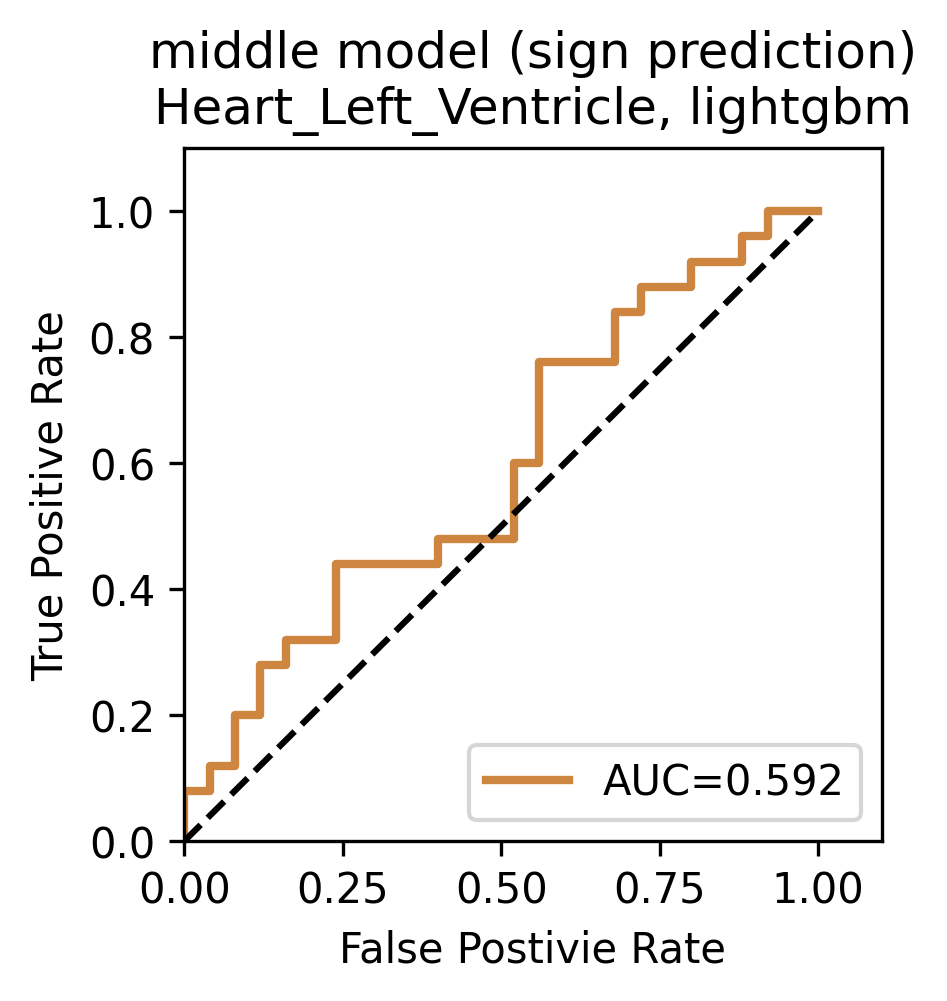 middle model (sign prediction)
Heart_Left_Ventricle, lightgbm
1.0
0.8
0.6
0.4
0.2
0.0
True Positive Rate
AUC=0.592
0.00 0.25 0.50 0.75 1.00
False Postivie Rate